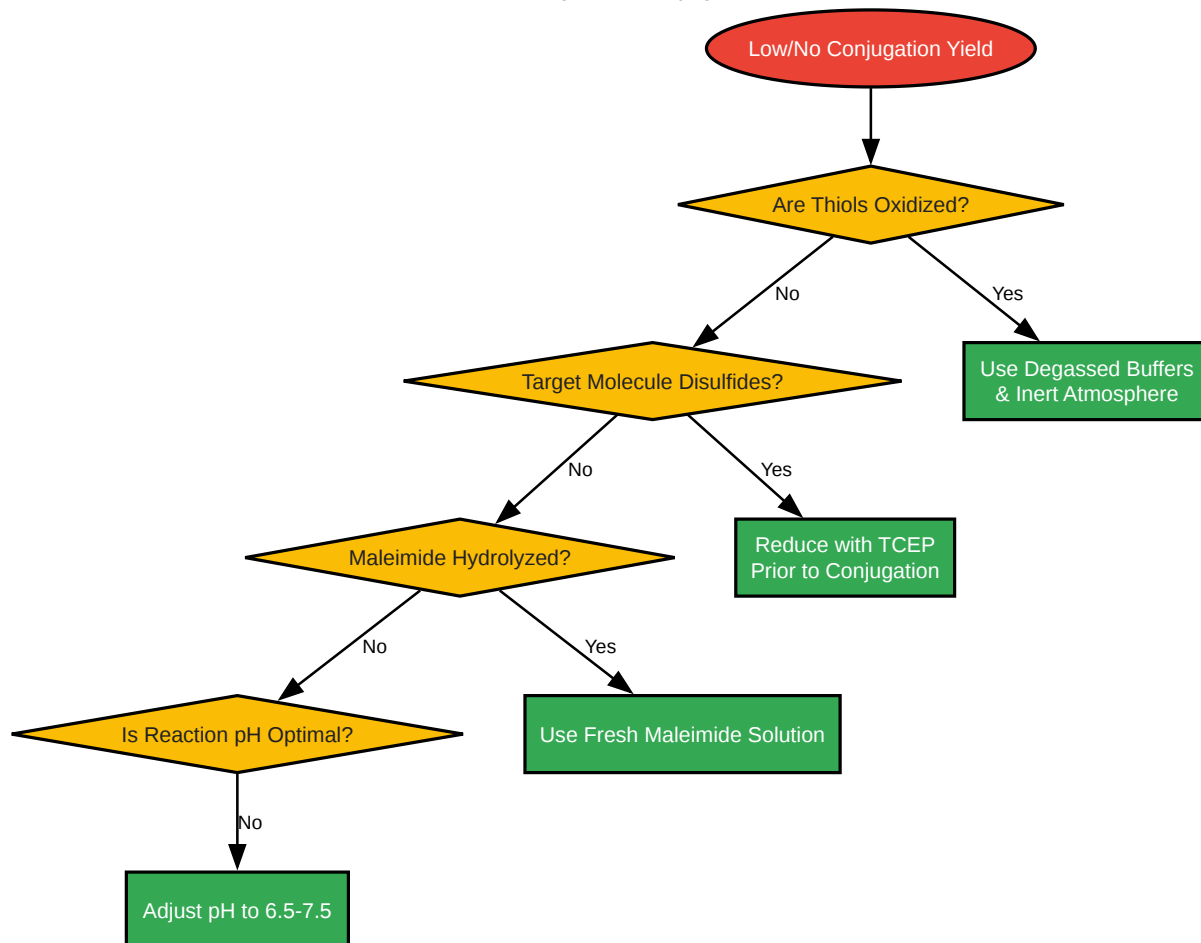 Low/No Conjugation Yield
Are Thiols Oxidized?
No
Yes
Target Molecule Disulfides?
Use Degassed Buffers
& Inert Atmosphere
No
Yes
Maleimide Hydrolyzed?
Reduce with TCEP
Prior to Conjugation
No
Yes
Is Reaction pH Optimal?
Use Fresh Maleimide Solution
No
Adjust pH to 6.5-7.5